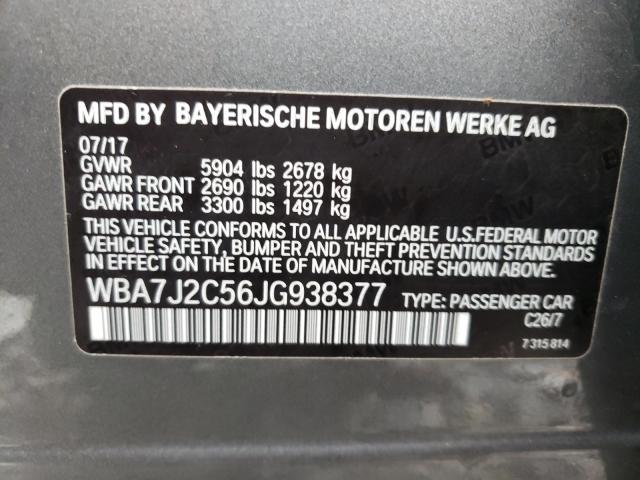 MFD BY BAYERISCHE MOTOREN WERKE AG
07/17
GVWR 5904 lbs 2678 kg
GAWR FRONT 2690 lbs 1220 kg
GAWR REAR 3300 lbs 1497 kg
THIS VEHICLE CONFORMS TO ALL APPLICABLE U.S.FEDERAL MOTOR
VEHICLE SAFETY, BUMPER AND THEFT PREVENTION STANDARDS
IN EFFECT ON THE DATE OF MANUFACTURE SHOWN ABOVE.
WBA7J2C56JG938377 TYPE: PASSENGER CAR
C26/7
7 315 814